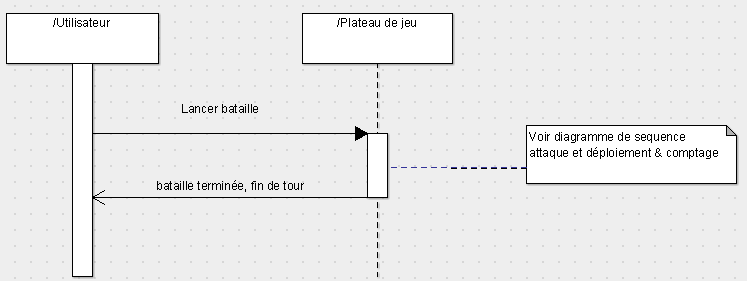 /Utilisateur
/Plateau de jeu
Lancer bataille
Voir diagramme de sequence
attaque et déploiement & comptage
bataille terminée, fin de tour